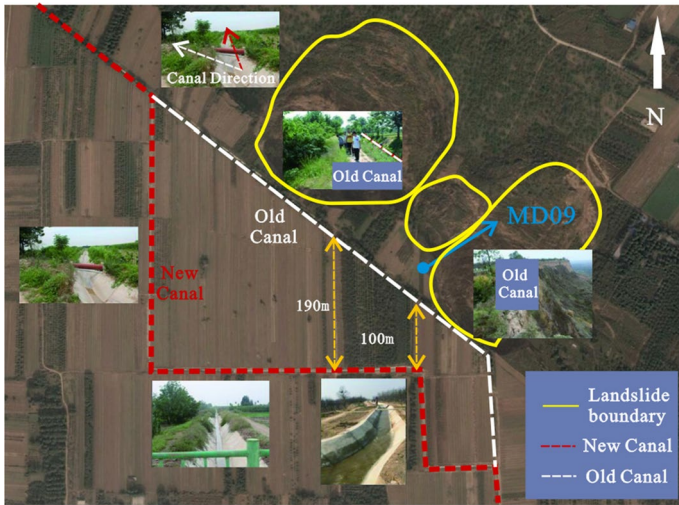 Canal Direction
N
Old Canal
MD09
Old
Canal
Old
Canal
New
Canal
190m
100m
Landslide
boundary
New Canal
Old Canal